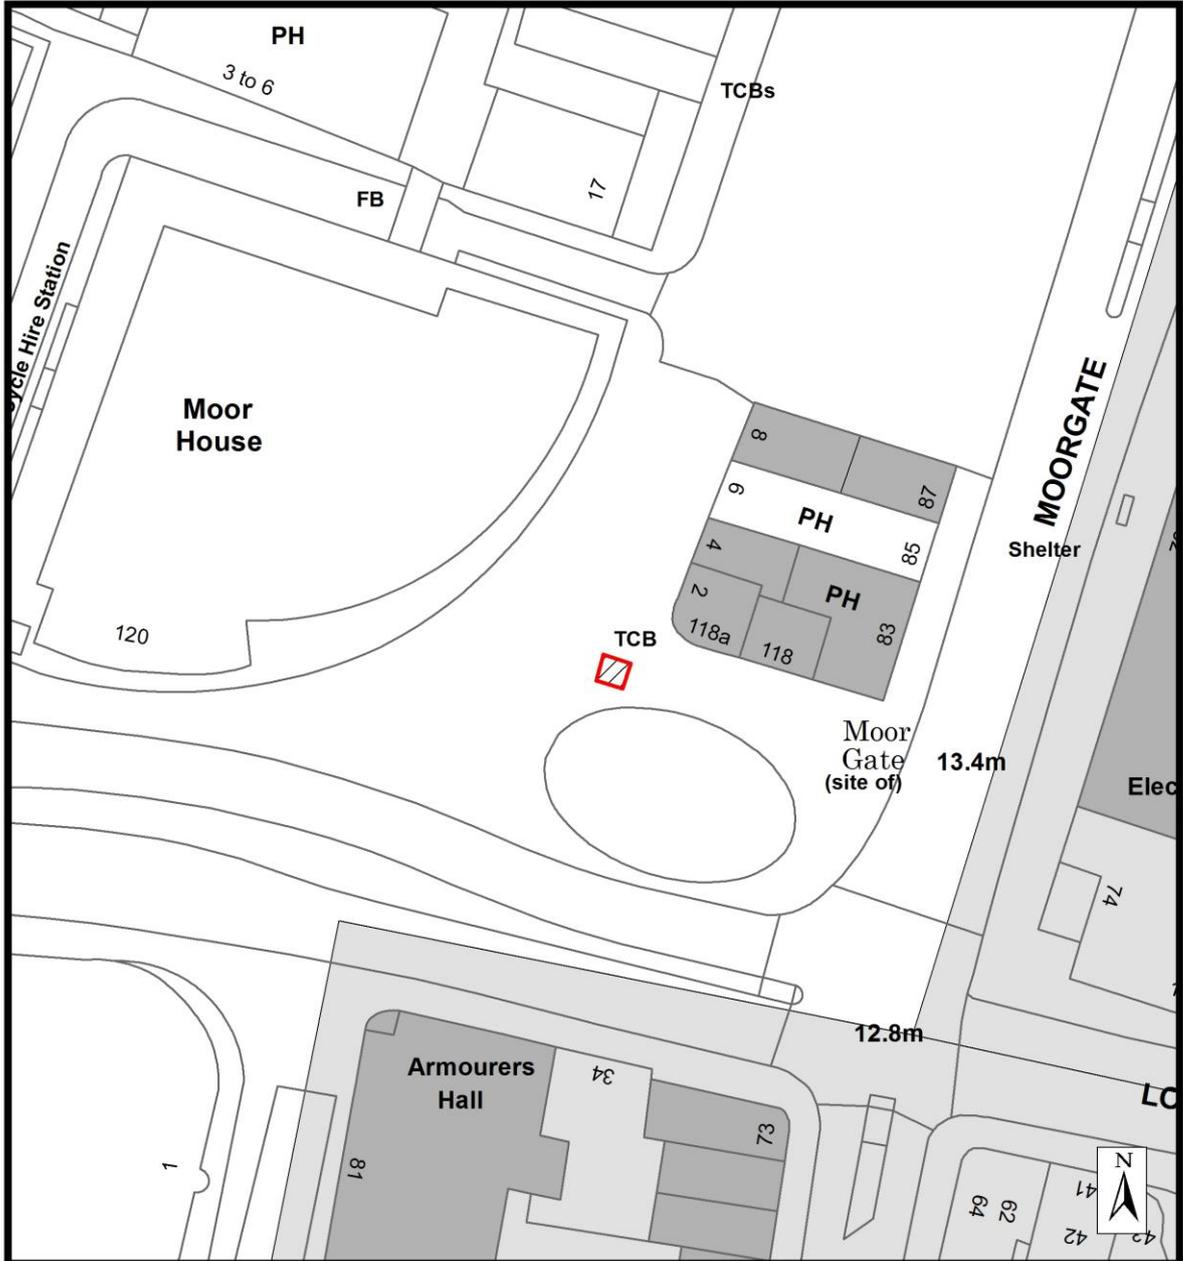 PH
3 to 6
TCBs
17
FB
ycle Hire Station
Moor
House
120
MOORGATE
Shelter
8
87
6
PH
85
4
PH
2
83
118a
118
TCB
Moor
Gate
(site of)
13.4m
Elec
74
12.8m
Armourers
Hall
34
73
81
1
LO
N
64
62
41
42
43